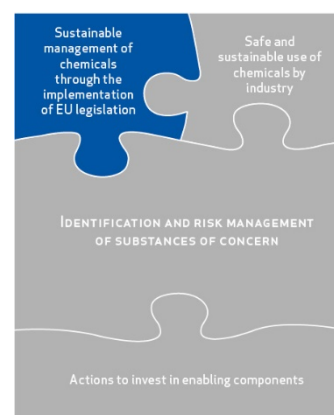 Sustainable
management of
chemicals
through the
implementation
of EU legislation
Safe and
sustainable use of
chemicals by
industry
IDENTIFICATION AND RISK MANAGEMENT
OF SUBSTANCES OF CONCERN
Actions to invest in enabling components